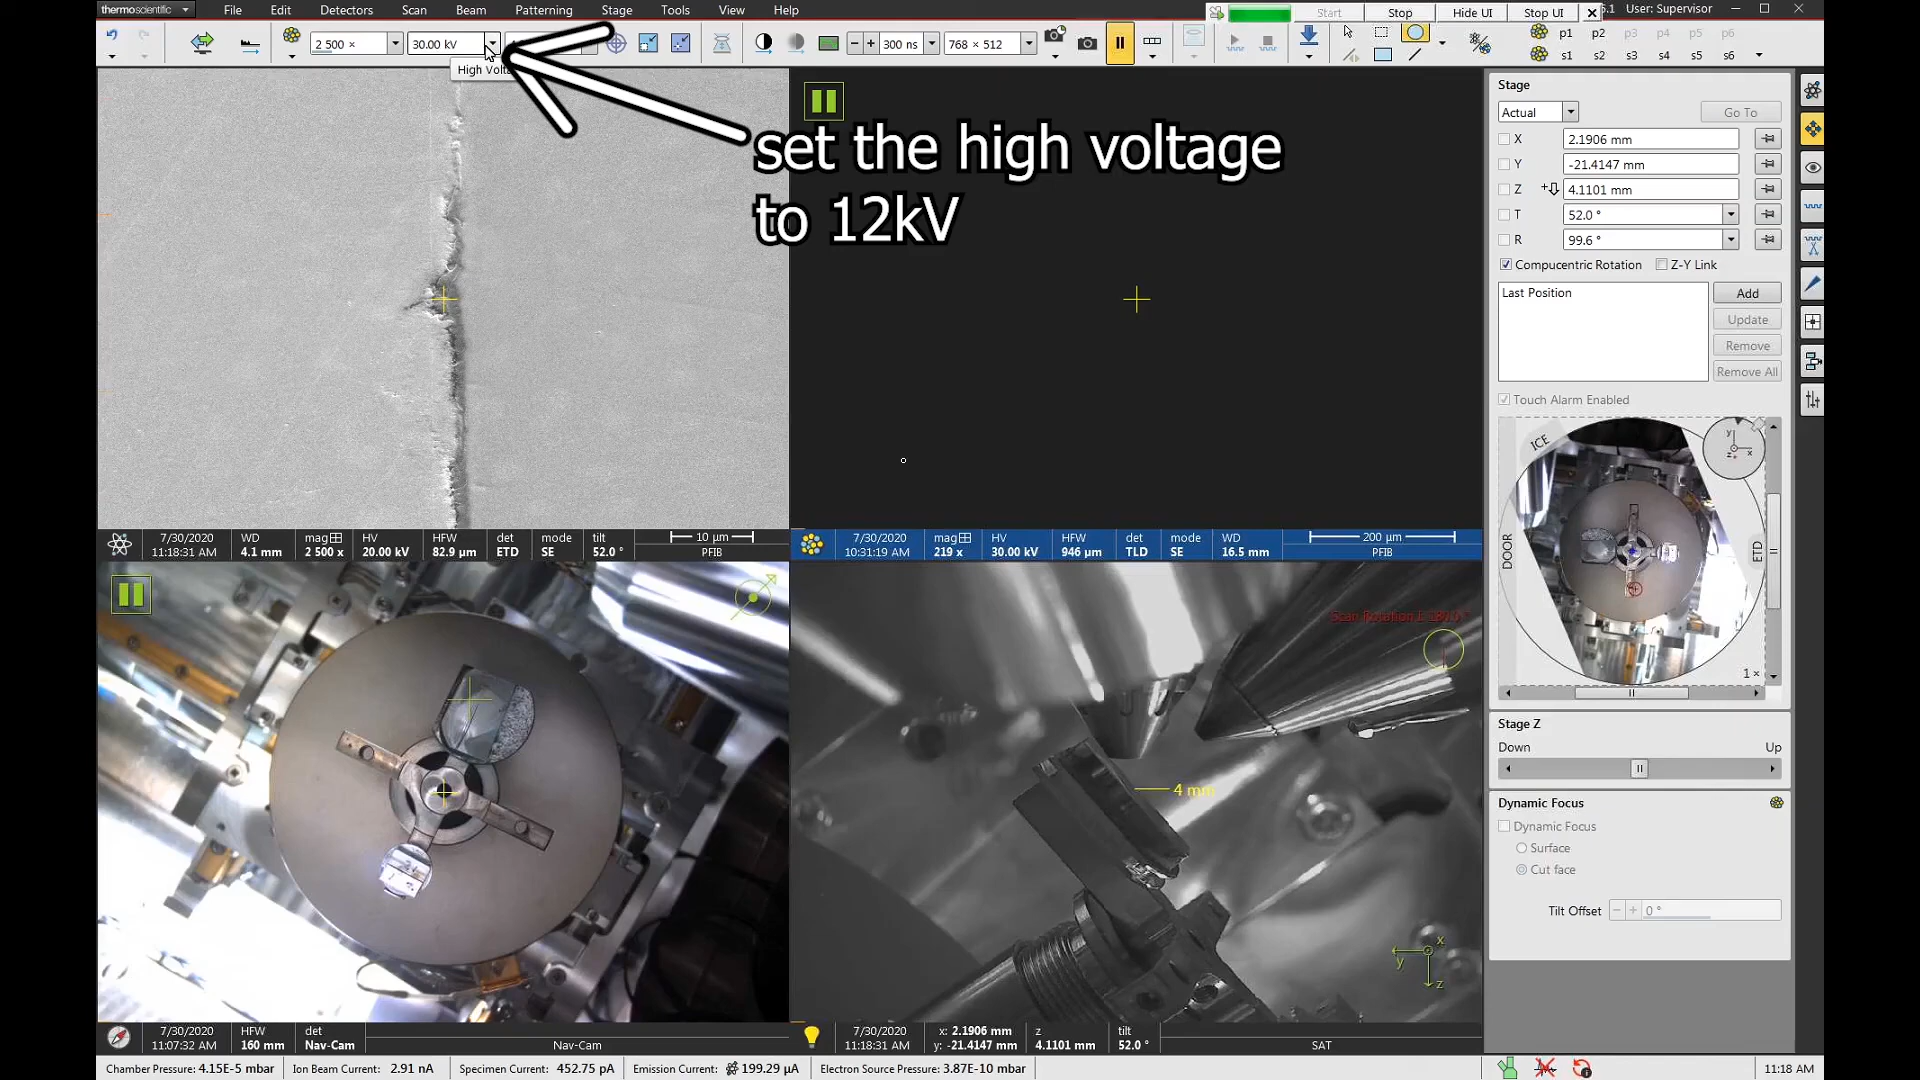 thermoscientific File Edit Detectors Scan Beam Patterning Stage Tools View Help
Start Stop Hide UI Stop UI
5.1 User: Supervisor
2 500 × 30.00 kV 300 ns 768 × 512
p1 p2 p3 p4 p5 p6
s1 s2 s3 s4 s5 s6
High Volt
set the high voltage
to 12kV
Stage
Actual Go To
X 2.1906 mm
Y -21.4147 mm
Z 4.1101 mm
T 52.0 °
R 99.6 °
Compucentric Rotation Z-Y Link
Last Position
Add
Update
Remove
Remove All
Touch Alarm Enabled
ICE
DOOR
ETD
y
z x
1 ×
Stage Z
Down Up
Dynamic Focus
Dynamic Focus
Surface
Cut face
Tilt Offset 0 °
7/30/2020 WD mag HV HFW det mode tilt 10 µm
11:18:31 AM 4.1 mm 2 500 x 20.00 kV 82.9 µm ETD SE 52.0 ° PFIB
7/30/2020 mag HV HFW det mode WD 200 µm
10:31:19 AM 219 x 30.00 kV 946 µm TLD SE 16.5 mm PFIB
4 mm
x
y
z
7/30/2020 HFW det
11:07:32 AM 160 mm Nav-Cam Nav-Cam
7/30/2020 x: 2.1906 mm z tilt
11:18:31 AM y: -21.4147 mm 4.1101 mm 52.0 ° SAT
Chamber Pressure: 4.15E-5 mbar Ion Beam Current: 2.91 nA Specimen Current: 452.75 pA Emission Current: 199.29 µA Electron Source Pressure: 3.87E-10 mbar 11:18 AM